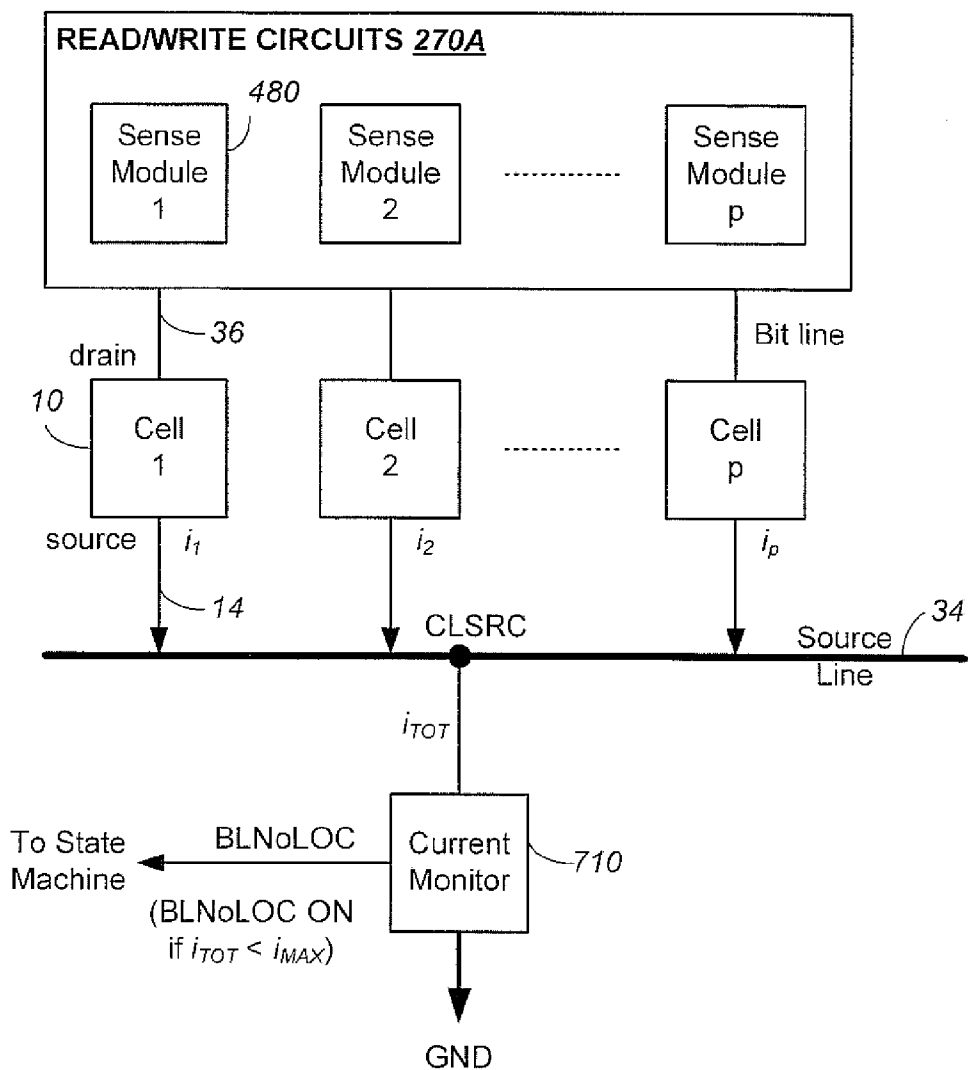 READ/WRITE CIRCUITS 270A
480
Sense Module 1
Sense Module 2
Sense Module p
36
drain
Bit line
10
Cell 1
Cell 2
Cell p
source
i1
i2
ip
14
CLSRC
Source Line
34
iTOT
To State Machine
BLNoLOC
Current Monitor
710
(BLNoLOC ON
if iTOT < iMAX)
GND